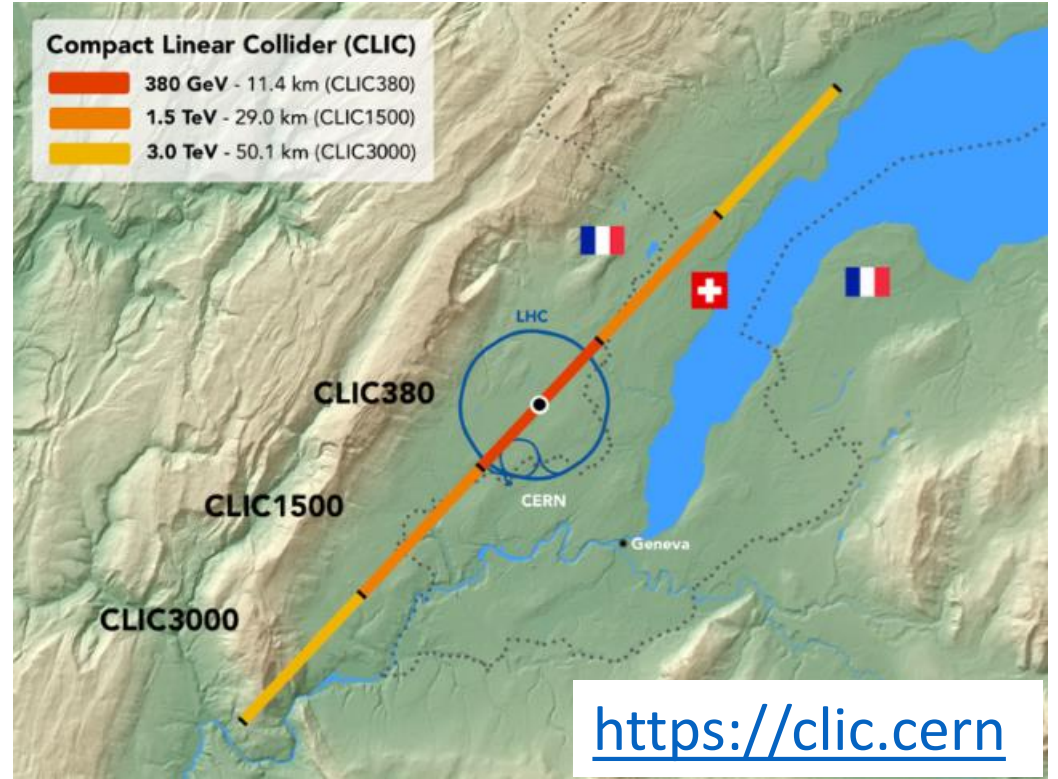 Compact Linear Collider (CLIC)
380 GeV - 11.4 km (CLIC380)
1.5 TeV - 29.0 km (CLIC1500)
3.0 TeV - 50.1 km (CLIC3000)
LHC
CLIC380
CLIC1500
CERN
Geneva
CLIC3000
https://clic.cern